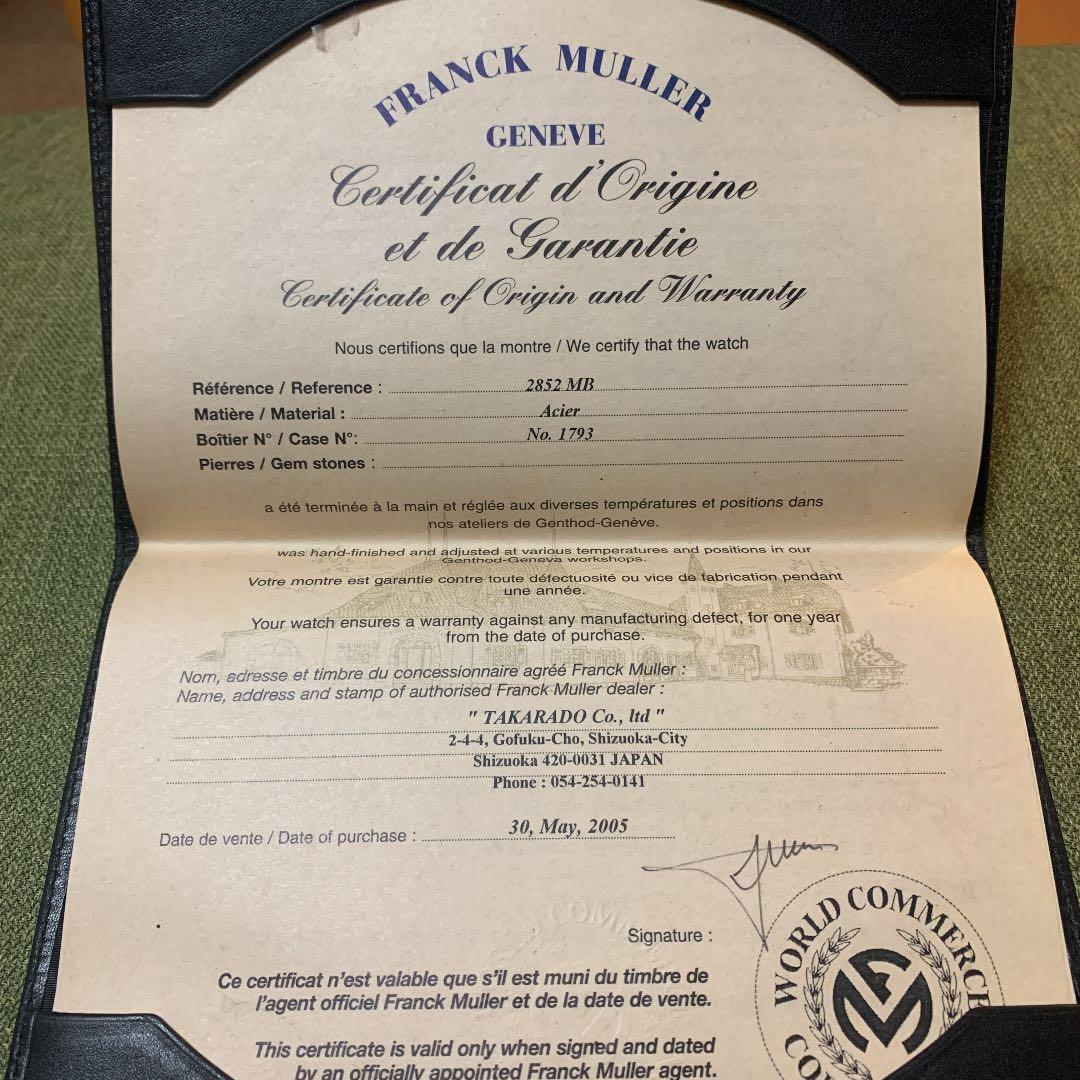 FRANCK MULLER
GENEVE
Certificat d'Origine
et de Garantie
Certificate of Origin and Warranty
Nous certifions que la montre / We certify that the watch
Référence / Reference : 2852 MB
Matière / Material : Acier
Boîtier N° / Case N°: No. 1793
Pierres / Gem stones :
a été terminée à la main et réglée aux diverses températures et positions dans
nos ateliers de Genthod-Genève.
was hand-finished and adjusted at various temperatures and positions in our
Genthod-Geneva workshops.
Votre montre est garantie contre toute défectuosité ou vice de fabrication pendant
une année.
Your watch ensures a warranty against any manufacturing defect, for one year
from the date of purchase.
Nom, adresse et timbre du concessionnaire agréé Franck Muller :
Name, address and stamp of authorised Franck Muller dealer :
" TAKARADO Co., ltd "
2-4-4, Gofuku-Cho, Shizuoka-City
Shizuoka 420-0031 JAPAN
Phone : 054-254-0141
Date de vente / Date of purchase : 30, May, 2005
Signature :
WORLD COMMERCE
Ce certificat n'est valable que s'il est muni du timbre de
l'agent officiel Franck Muller et de la date de vente.
This certificate is valid only when signed and dated
by an officially appointed Franck Muller agent.